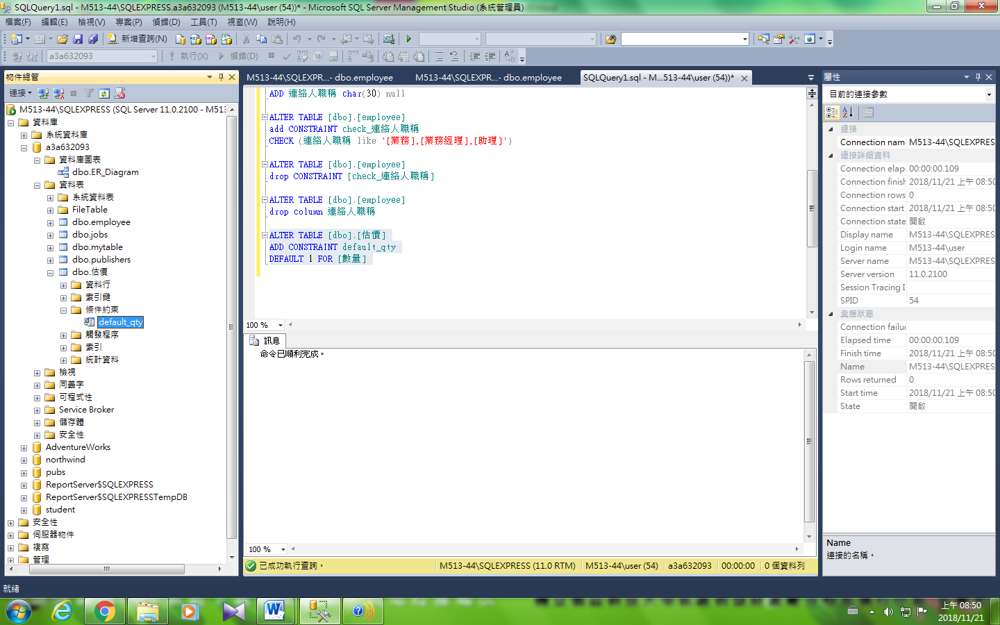 SQLQuery1.sql - M513-44\SQLEXPRESS.a3a632093 (M513-44\user (54))* - Microsoft SQL Server Management Studio (系統管理員)
檔案(F) 編輯(E) 檢視(V) 專案(P) 偵錯(D) 工具(T) 視窗(W) 說明(H)
新增查詢(N)
a3a632093 執行(X) 偵錯(D)
物件總管
連接
M513-44\SQLEXPRESS (SQL Server 11.0.2100 - M513
資料庫
系統資料庫
a3a632093
資料庫圖表
dbo.ER_Diagram
資料表
系統資料表
FileTable
dbo.employee
dbo.jobs
dbo.mytable
dbo.publishers
dbo.估價
資料行
索引鍵
條件約束
default_qty
觸發程序
索引
統計資料
檢視
同義字
可程式性
Service Broker
儲存體
安全性
AdventureWorks
northwind
pubs
ReportServer$SQLEXPRESS
ReportServer$SQLEXPRESSTempDB
student
安全性
伺服器物件
複寫
管理
M513-44\SQLEXPR...- dbo.employee M513-44\SQLEXPR...- dbo.employee SQLQuery1.sql - M...513-44\user (54))*
ADD 連絡人職稱 char(30) null
ALTER TABLE [dbo].[employee]
add CONSTRAINT check_連絡人職稱
CHECK (連絡人職稱 like '[業務],[業務經理],[助理]')
ALTER TABLE [dbo].[employee]
drop CONSTRAINT [check_連絡人職稱]
ALTER TABLE [dbo].[employee]
drop column 連絡人職稱
ALTER TABLE [dbo].[估價]
ADD CONSTRAINT default_qty
DEFAULT 1 FOR [數量]
100 %
訊息
命令已順利完成。
100 %
已成功執行查詢。 M513-44\SQLEXPRESS (11.0 RTM) M513-44\user (54) a3a632093 00:00:00 0 個資料列
屬性
目前的連接參數
連接
Connection nam M513-44\SQLEXPRES
連接詳細資料
Connection elap 00:00:00.109
Connection finish 2018/11/21 上午 08:50
Connection rows 0
Connection start 2018/11/21 上午 08:50
Connection state 開啟
Display name M513-44\SQLEXPRES
Login name M513-44\user
Server name M513-44\SQLEXPRES
Server version 11.0.2100
Session Tracing I
SPID 54
彙總狀態
Connection failur
Elapsed time 00:00:00.109
Finish time 2018/11/21 上午 08:50
Name M513-44\SQLEXPRES
Rows returned 0
Start time 2018/11/21 上午 08:50
State 開啟
Name
連接的名稱。
就緒
上午 08:50
2018/11/21